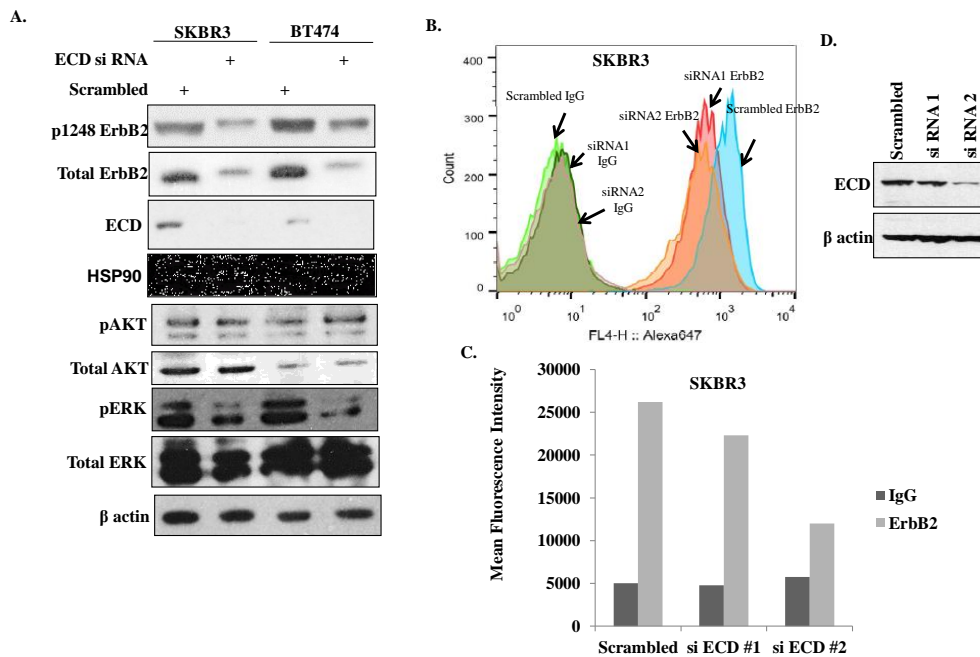 A.
SKBR3 BT474
ECD si RNA + +
Scrambled + +
p1248 ErbB2
Total ErbB2
ECD
HSP90
pAKT
Total AKT
pERK
Total ERK
β actin
B.
SKBR3
400
300
200
100
0
Count
Scrambled IgG
siRNA1
IgG
siRNA2
IgG
siRNA1 ErbB2
siRNA2 ErbB2
Scrambled ErbB2
10^0 10^1 10^2 10^3 10^4
FL4-H :: Alexa647
C.
SKBR3
Mean Fluorescence Intensity
30000
25000
20000
15000
10000
5000
0
Scrambled si ECD #1 si ECD #2
IgG
ErbB2
D.
Scrambled
si RNA 1
si RNA 2
ECD
β actin